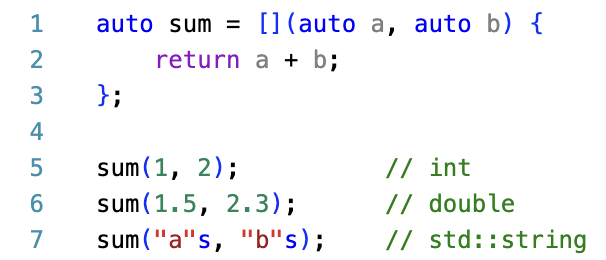 1 auto sum = [](auto a, auto b) {
2     return a + b;
3 };
4
5 sum(1, 2);          // int
6 sum(1.5, 2.3);      // double
7 sum("a"s, "b"s);    // std::string